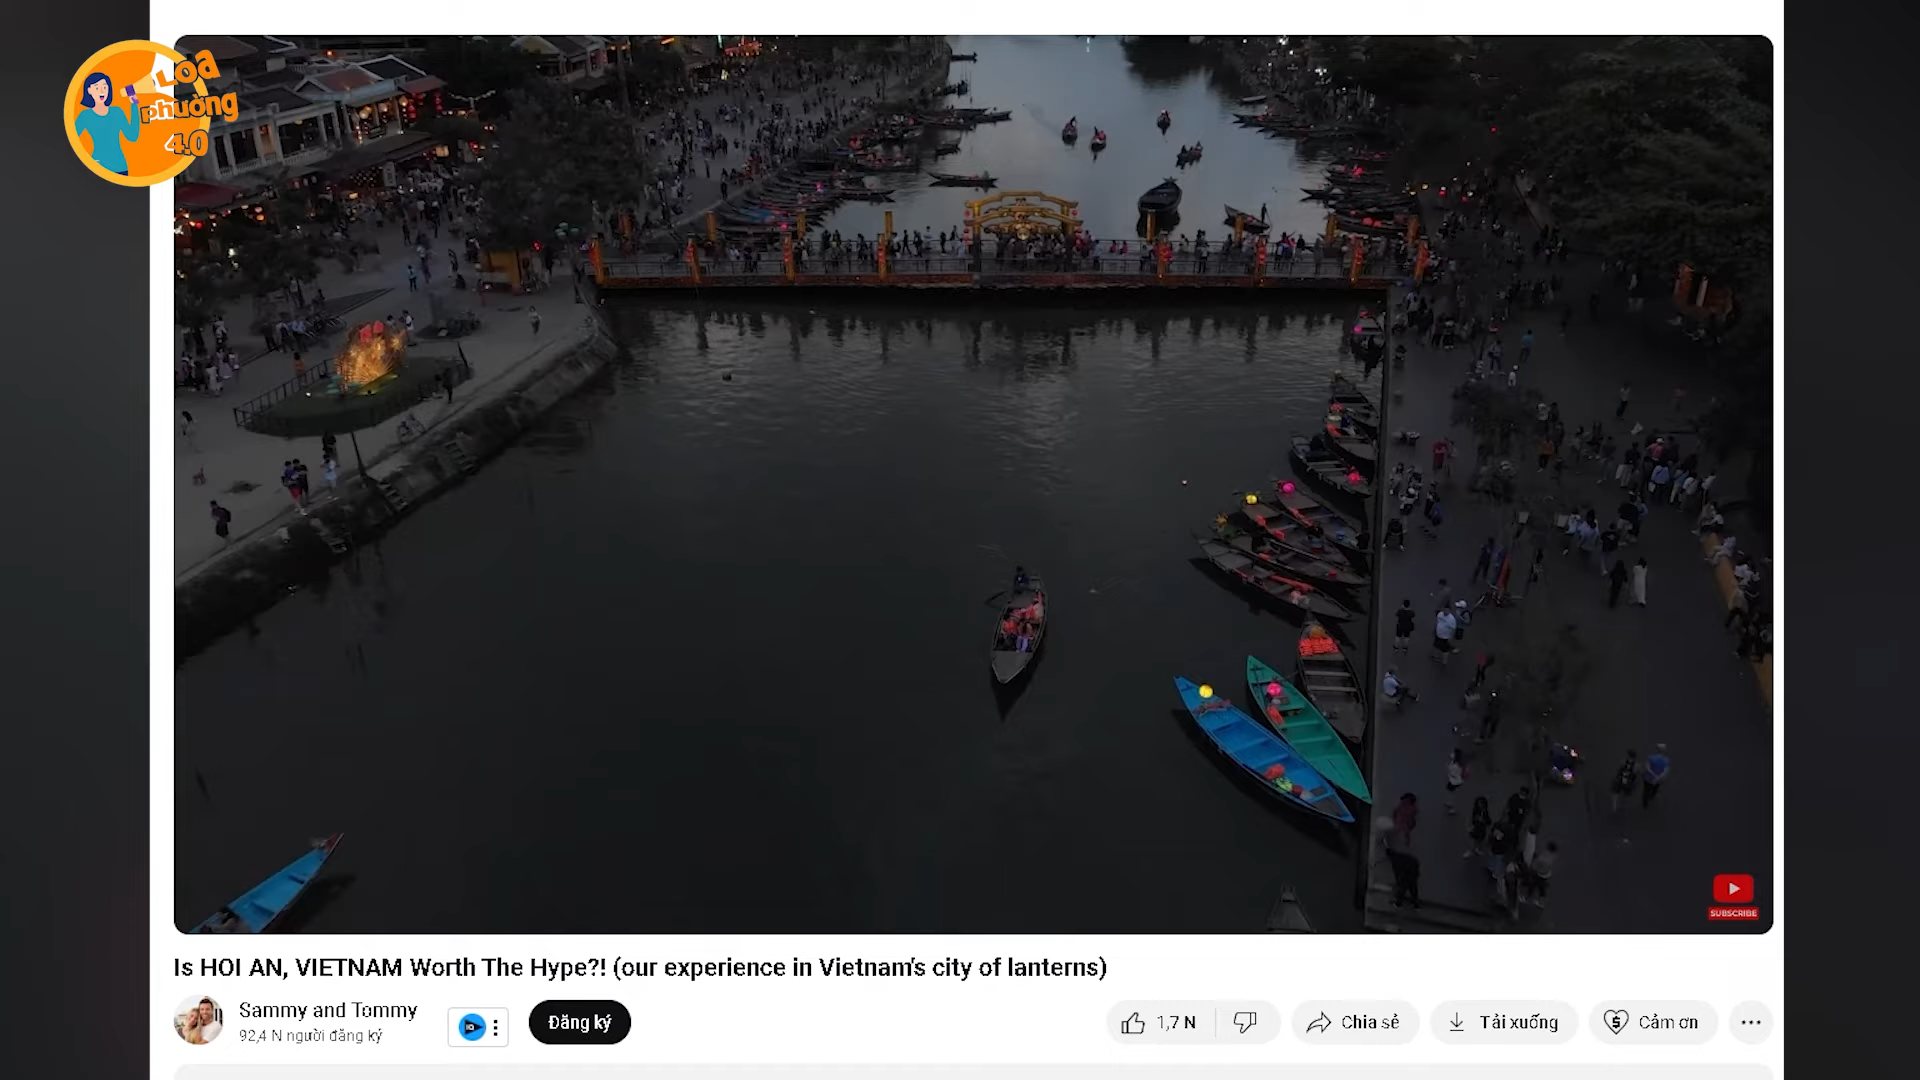 Loa
phường
4.0
SUBSCRIBE
Is HOI AN, VIETNAM Worth The Hype?! (our experience in Vietnam's city of lanterns)
Sammy and Tommy
92,4 N người đăng ký
Đăng ký
1,7 N
Chia sẻ
Tải xuống
Cảm ơn